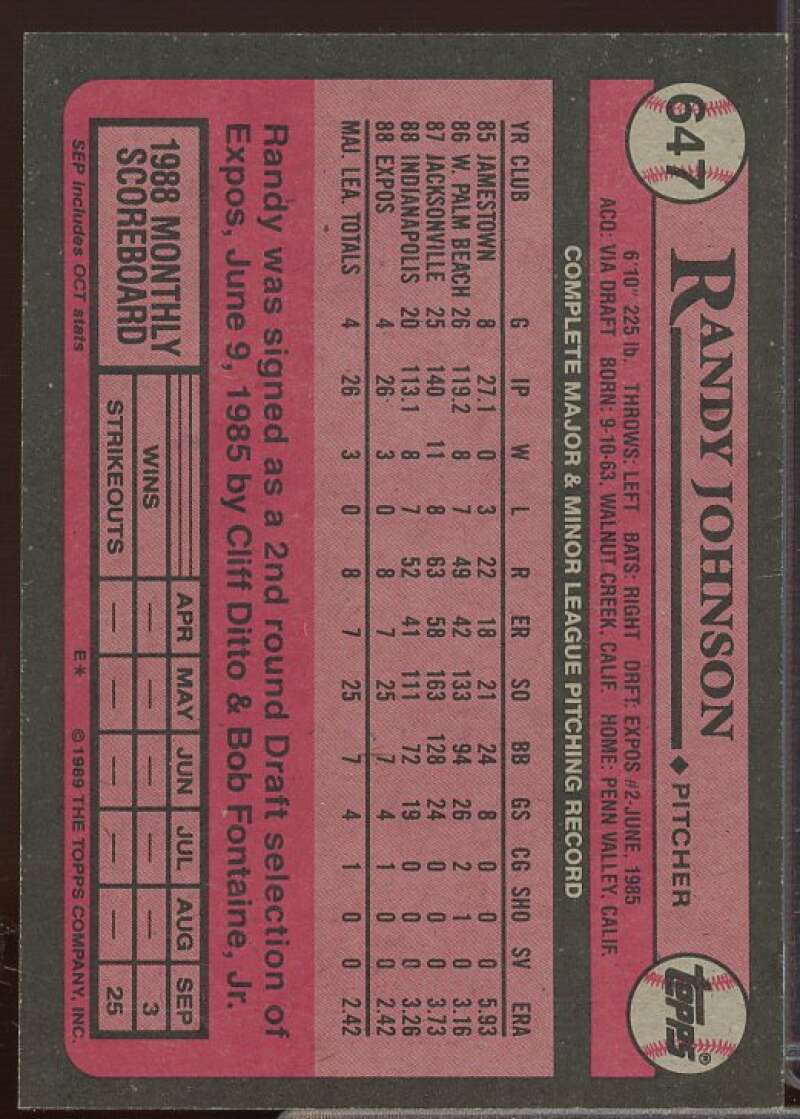 647
RANDY JOHNSON ◆ PITCHER
TOPPS®
6'10" 225 lb. THROWS: LEFT BATS: RIGHT DRFT: EXPOS #2-JUNE, 1985
ACQ: VIA DRAFT BORN: 9-10-63, WALNUT CREEK, CALIF. HOME: PENN VALLEY, CALIF.
COMPLETE MAJOR & MINOR LEAGUE PITCHING RECORD
YR CLUB G IP W L R ER SO BB GS CG SHO SV ERA
85 JAMESTOWN 8 27.1 0 3 22 18 21 24 8 0 0 0 5.93
86 W. PALM BEACH 26 119.2 8 7 49 42 133 94 26 2 1 0 3.16
87 JACKSONVILLE 25 140 11 8 63 58 163 128 24 0 0 0 3.73
88 INDIANAPOLIS 20 113.1 8 7 52 41 111 72 19 0 0 0 3.26
88 EXPOS 4 26 3 0 8 7 25 7 4 1 0 0 2.42
MAJ. LEA. TOTALS 4 26 3 0 8 7 25 7 4 1 0 0 2.42
Randy was signed as a 2nd round Draft selection of
Expos, June 9, 1985 by Cliff Ditto & Bob Fontaine, Jr.
1988 MONTHLY
SCOREBOARD
APR MAY JUN JUL AUG SEP
WINS — — — — — 3
STRIKEOUTS — — — — — 25
SEP includes OCT stats E* ©1989 THE TOPPS COMPANY, INC.